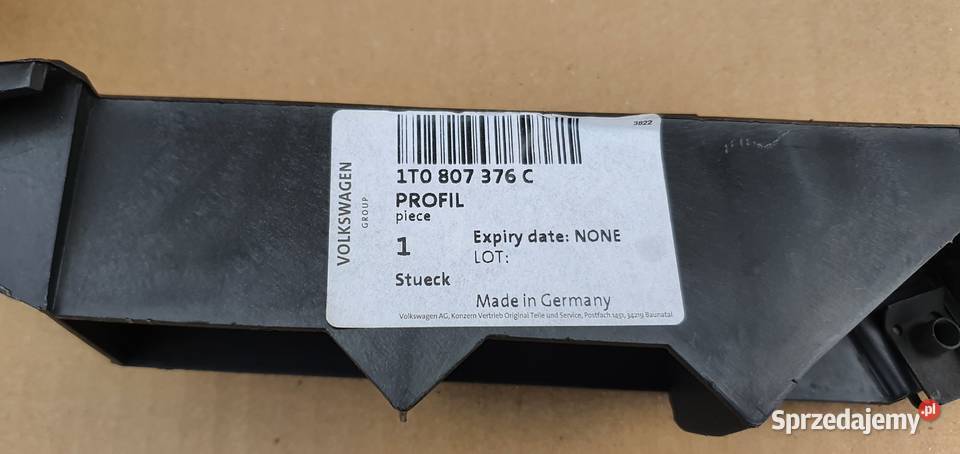 3822
1T0 807 376 C
PROFIL
piece
1
Expiry date: NONE
LOT:
Stueck
Made in Germany
Volkswagen AG, Konzern Vertrieb Original Teile und Service, Postfach 1451, 34219 Baunatal
VOLKSWAGEN
GROUP
Sprzedajemy.pl